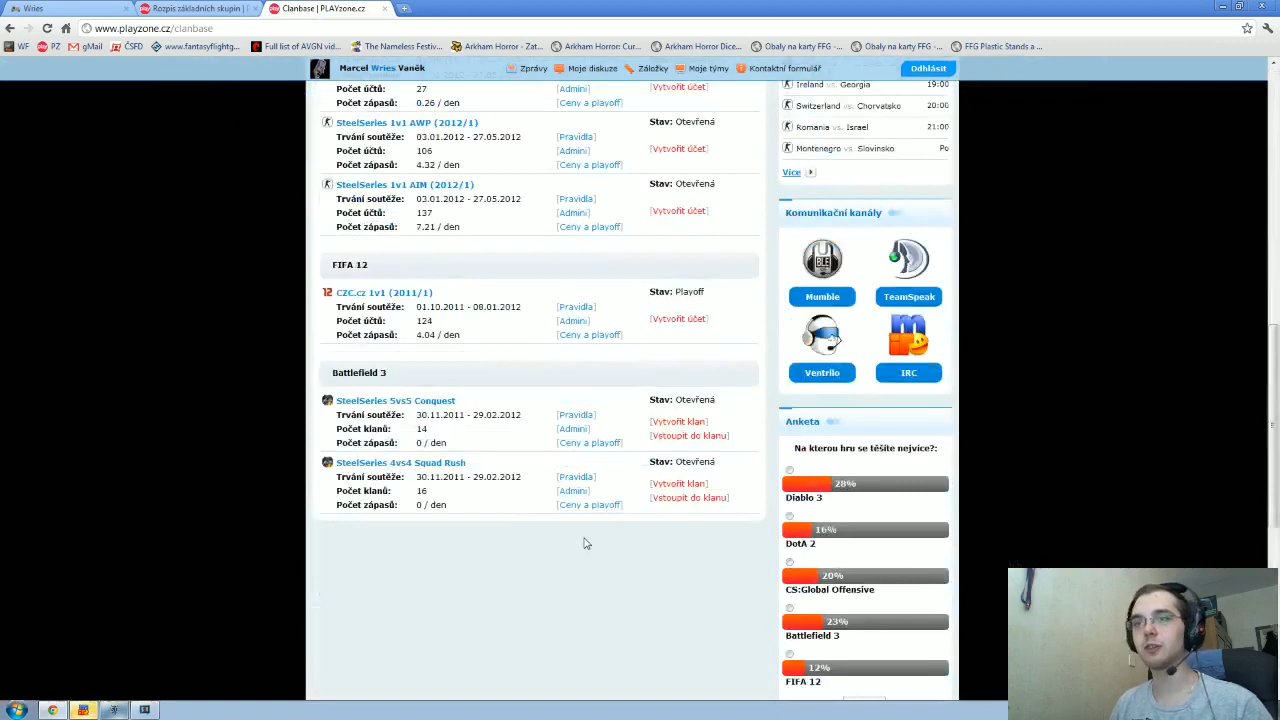 Wries
Rozpis základních skupin |
Clanbase | PLAYzone.cz
www.playzone.cz/clanbase
WF
PZ
gMail
ČSFD
www.fantasyflightg...
Full list of AVGN vid...
The Nameless Festiv...
Arkham Horror - Zat...
Arkham Horror: Cur...
Arkham Horror Dice...
Obaly na karty FFG -...
Obaly na karty FFG -...
FFG Plastic Stands a...
Marcel Wries Vaněk
Zprávy
Moje diskuze
Záložky
Moje týmy
Kontaktní formulář
Odhlásit
Počet účtů: 27 [Admini] [Vytvořit účet]
Počet zápasů: 0.26 / den [Ceny a playoff]
SteelSeries 1v1 AWP (2012/1) Stav: Otevřená
Trvání soutěže: 03.01.2012 - 27.05.2012 [Pravidla]
Počet účtů: 106 [Admini] [Vytvořit účet]
Počet zápasů: 4.32 / den [Ceny a playoff]
SteelSeries 1v1 AIM (2012/1) Stav: Otevřená
Trvání soutěže: 03.01.2012 - 27.05.2012 [Pravidla]
Počet účtů: 137 [Admini] [Vytvořit účet]
Počet zápasů: 7.21 / den [Ceny a playoff]
FIFA 12
CZC.cz 1v1 (2011/1) Stav: Playoff
Trvání soutěže: 01.10.2011 - 08.01.2012 [Pravidla]
Počet účtů: 124 [Admini] [Vytvořit účet]
Počet zápasů: 4.04 / den [Ceny a playoff]
Battlefield 3
SteelSeries 5vs5 Conquest Stav: Otevřená
Trvání soutěže: 30.11.2011 - 29.02.2012 [Pravidla] [Vytvořit klan]
Počet klanů: 14 [Admini] [Vstoupit do klanu]
Počet zápasů: 0 / den [Ceny a playoff]
SteelSeries 4vs4 Squad Rush Stav: Otevřená
Trvání soutěže: 30.11.2011 - 29.02.2012 [Pravidla] [Vytvořit klan]
Počet klanů: 16 [Admini] [Vstoupit do klanu]
Počet zápasů: 0 / den [Ceny a playoff]
Ireland vs. Georgia 19:00
Switzerland vs. Chorvatsko 20:00
Romania vs. Israel 21:00
Montenegro vs. Slovinsko Po
Více
Komunikační kanály
Mumble
TeamSpeak
Ventrilo
IRC
Anketa
Na kterou hru se těšíte nejvíce?:
28%
Diablo 3
16%
DotA 2
20%
CS:Global Offensive
23%
Battlefield 3
12%
FIFA 12